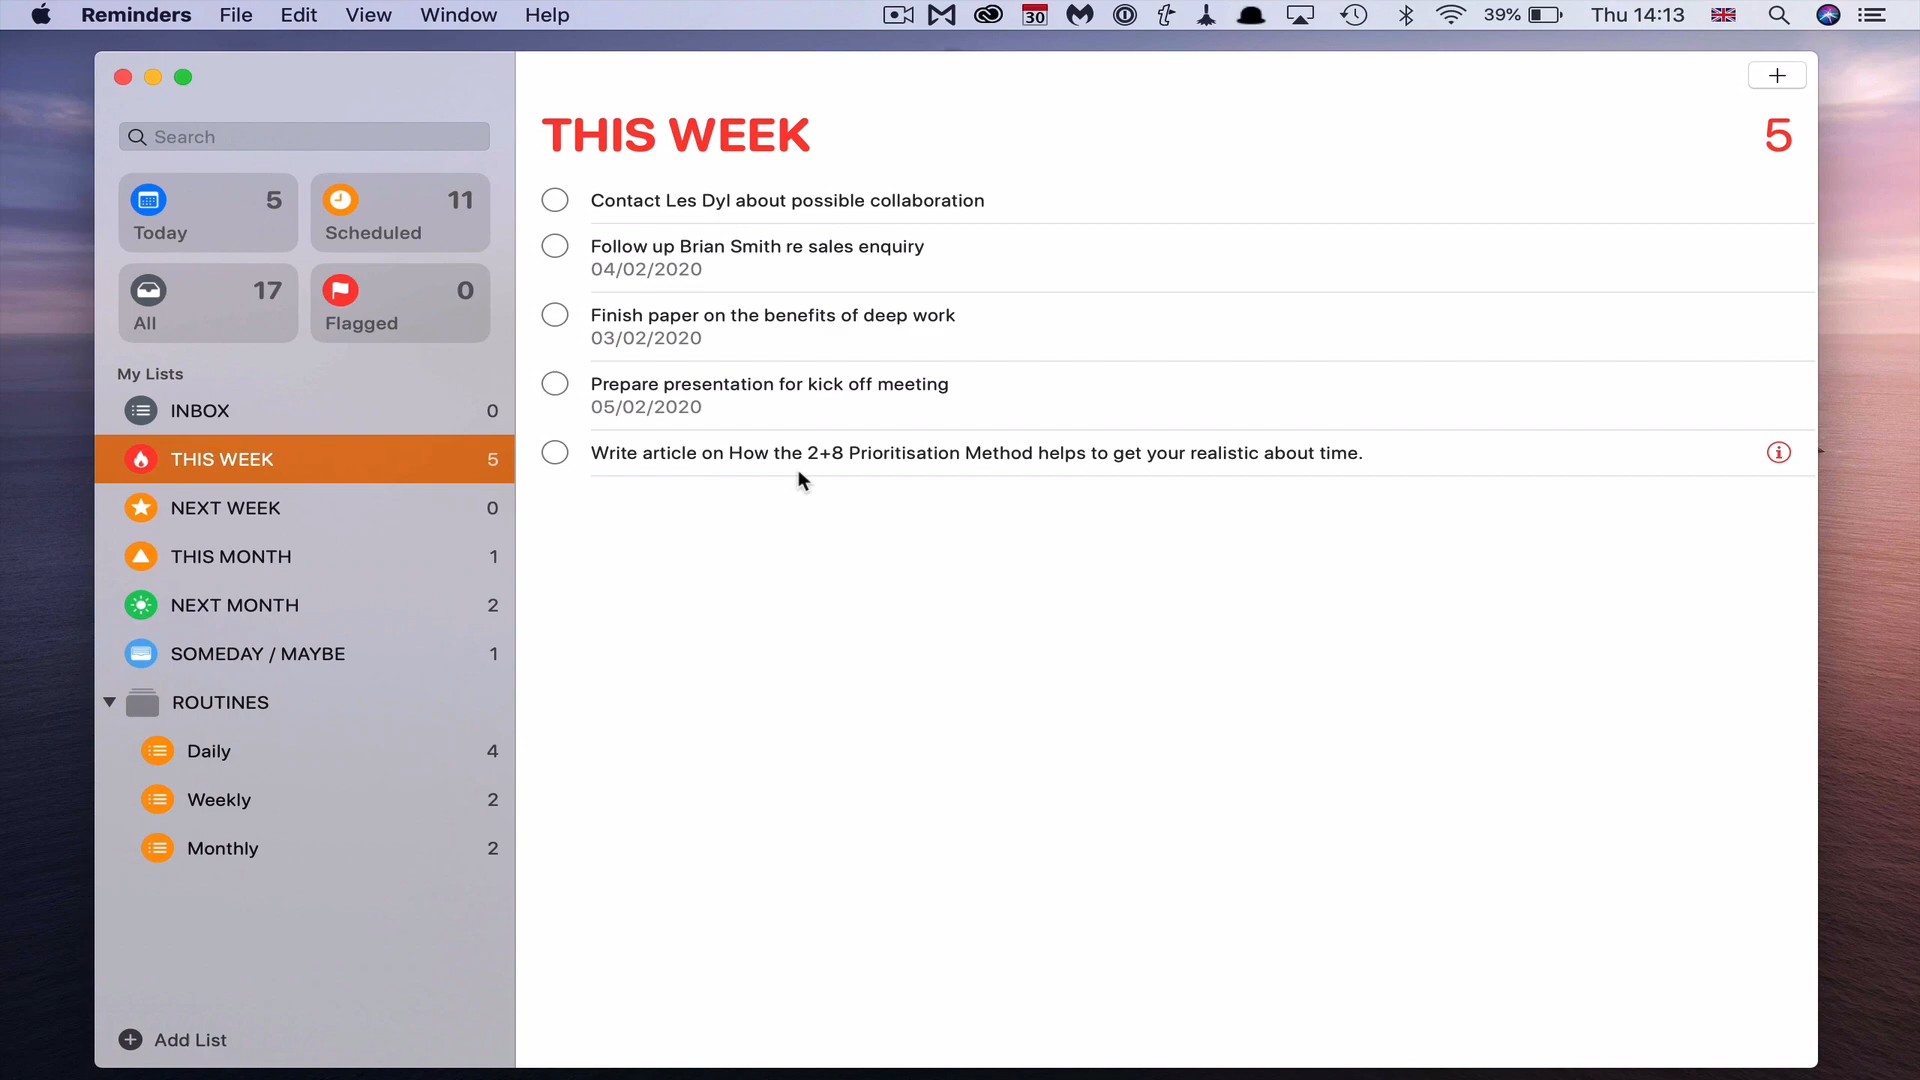 Reminders File Edit View Window Help 30 39% Thu 14:13
Search
5
Today
11
Scheduled
17
All
0
Flagged
My Lists
INBOX 0
THIS WEEK 5
NEXT WEEK 0
THIS MONTH 1
NEXT MONTH 2
SOMEDAY / MAYBE 1
ROUTINES
Daily 4
Weekly 2
Monthly 2
Add List
THIS WEEK 5
Contact Les Dyl about possible collaboration
Follow up Brian Smith re sales enquiry
04/02/2020
Finish paper on the benefits of deep work
03/02/2020
Prepare presentation for kick off meeting
05/02/2020
Write article on How the 2+8 Prioritisation Method helps to get your realistic about time.